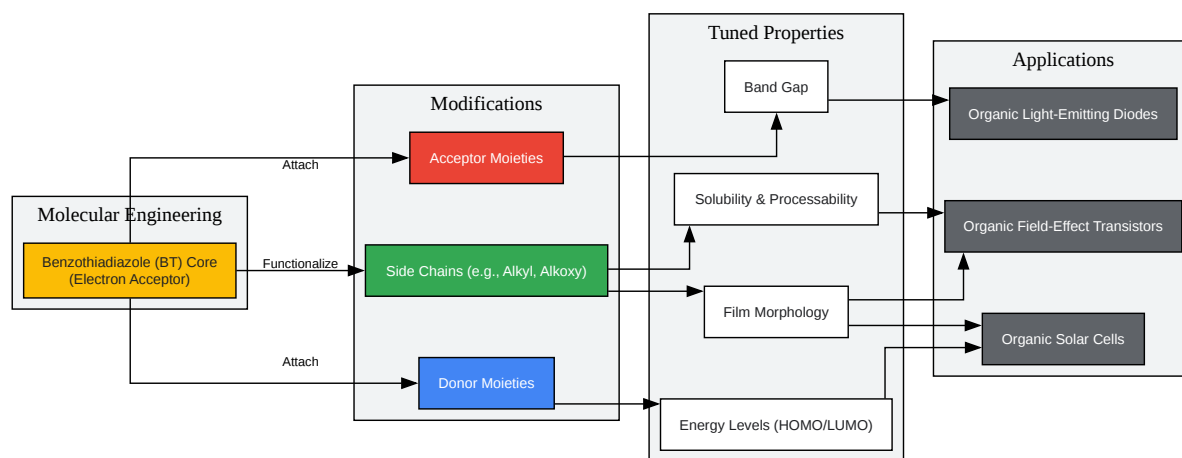 Molecular Engineering
Benzothiadiazole (BT) Core
(Electron Acceptor)
Attach
Functionalize
Attach
Modifications
Acceptor Moieties
Side Chains (e.g., Alkyl, Alkoxy)
Donor Moieties
Tuned Properties
Band Gap
Solubility & Processability
Film Morphology
Energy Levels (HOMO/LUMO)
Applications
Organic Light-Emitting Diodes
Organic Field-Effect Transistors
Organic Solar Cells